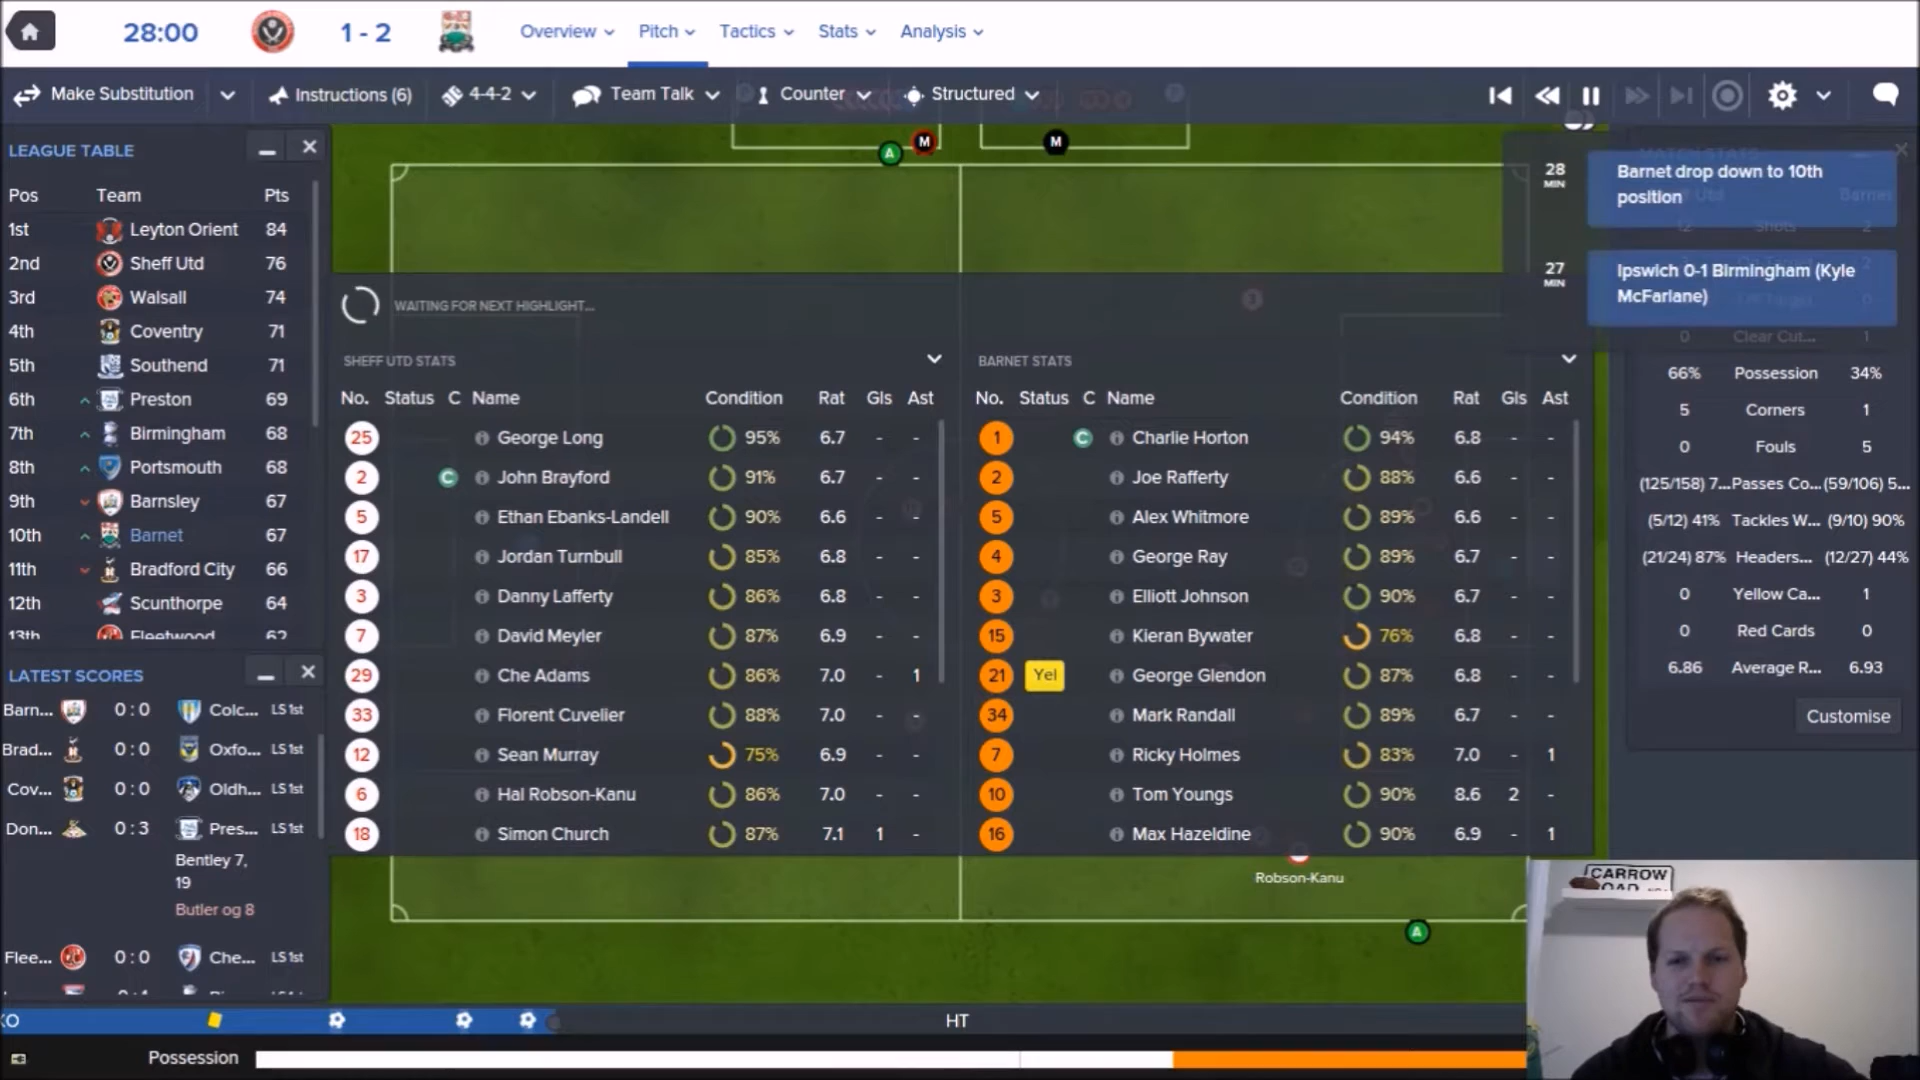 28:00 1 - 2 Overview Pitch Tactics Stats Analysis
Make Substitution Instructions (6) 4-4-2 Team Talk Counter Structured
LEAGUE TABLE
Pos Team Pts
1st Leyton Orient 84
2nd Sheff Utd 76
3rd Walsall 74
4th Coventry 71
5th Southend 71
6th Preston 69
7th Birmingham 68
8th Portsmouth 68
9th Barnsley 67
10th Barnet 67
11th Bradford City 66
12th Scunthorpe 64
13th Fleetwood 62
LATEST SCORES
Barn... 0 : 0 Colc... LS 1st
Brad... 0 : 0 Oxfo... LS 1st
Cov... 0 : 0 Oldh... LS 1st
Don... 0 : 3 Pres... LS 1st
Bentley 7,
19
Butler og 8
Flee... 0 : 0 Che... LS 1st
A M M
WAITING FOR NEXT HIGHLIGHT...
SHEFF UTD STATS
No. Status C Name Condition Rat Gls Ast
25 George Long 95% 6.7 - -
2 C John Brayford 91% 6.7 - -
5 Ethan Ebanks-Landell 90% 6.6 - -
17 Jordan Turnbull 85% 6.8 - -
3 Danny Lafferty 86% 6.8 - -
7 David Meyler 87% 6.9 - -
29 Che Adams 86% 7.0 - 1
33 Florent Cuvelier 88% 7.0 - -
12 Sean Murray 75% 6.9 - -
6 Hal Robson-Kanu 86% 7.0 - -
18 Simon Church 87% 7.1 1 -
BARNET STATS
No. Status C Name Condition Rat Gls Ast
1 C Charlie Horton 94% 6.8 - -
2 Joe Rafferty 88% 6.6 - -
5 Alex Whitmore 89% 6.6 - -
4 George Ray 89% 6.7 - -
3 Elliott Johnson 90% 6.7 - -
15 Kieran Bywater 76% 6.8 - -
21 Yel George Glendon 87% 6.8 - -
34 Mark Randall 89% 6.7 - -
7 Ricky Holmes 83% 7.0 - 1
10 Tom Youngs 90% 8.6 2 -
16 Max Hazeldine 90% 6.9 - 1
Robson-Kanu
A
28 MIN
Barnet drop down to 10th
position
27 MIN
Ipswich 0-1 Birmingham (Kyle
McFarlane)
12 Shots 2
0 Clear Cut... 1
66% Possession 34%
5 Corners 1
0 Fouls 5
(125/158) 7... Passes Co... (59/106) 5...
(5/12) 41% Tackles W... (9/10) 90%
(21/24) 87% Headers... (12/27) 44%
0 Yellow Ca... 1
0 Red Cards 0
6.86 Average R... 6.93
Customise
CARROW
ROAD
KO HT
Possession